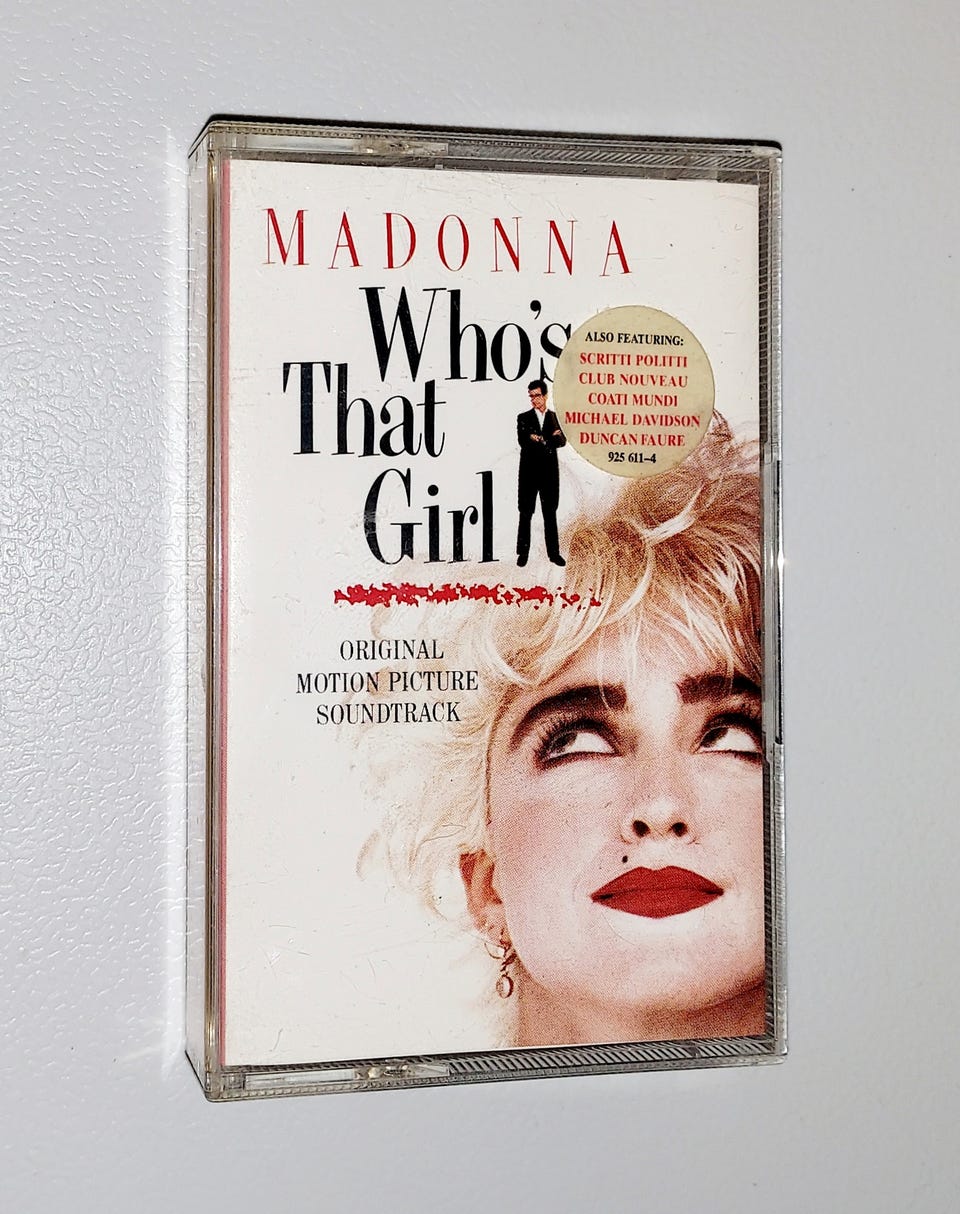 MADONNA
Who's
That
Girl
ORIGINAL
MOTION PICTURE
SOUNDTRACK
ALSO FEATURING:
SCRITTI POLITTI
CLUB NOUVEAU
COATI MUNDI
MICHAEL DAVIDSON
DUNCAN FAURE
925 611–4